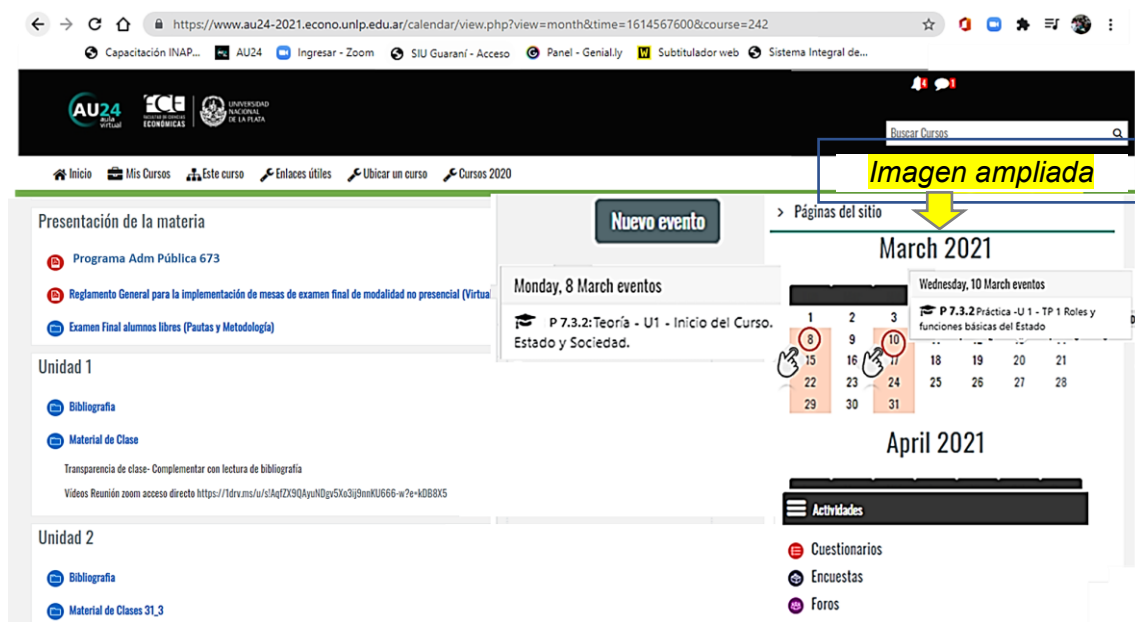 https://www.au24-2021.econo.unlp.edu.ar/calendar/view.php?view=month&time=1614567600&course=242
Capacitación INAP... AU24 Ingresar - Zoom SIU Guaraní - Acceso Panel - Genial.ly Subtitulador web Sistema Integral de...
AU24 aula virtual
FCE FACULTAD DE CIENCIAS ECONÓMICAS
UNIVERSIDAD NACIONAL DE LA PLATA
4 1
Buscar Cursos
Inicio Mis Cursos Este curso Enlaces útiles Ubicar un curso Cursos 2020
Imagen ampliada
Presentación de la materia
Programa Adm Pública 673
Reglamento General para la implementación de mesas de examen final de modalidad no presencial (Virtual
Examen Final alumnos libres (Pautas y Metodología)
Unidad 1
Bibliografia
Material de Clase
Transparencia de clase- Complementar con lectura de bibliografía
Videos Reunión zoom acceso directo https://1drv.ms/u/s!AqfZX9QAyuNDgv5Xo3ij9nnKU666-w?e=kDB8X5
Unidad 2
Bibliografia
Material de Clases 31_3
Nuevo evento
Monday, 8 March eventos
P 7.3.2:Teoría - U1 - Inicio del Curso.
Estado y Sociedad.
Páginas del sitio
March 2021
Wednesday, 10 March eventos
P 7.3.2 Práctica -U 1 - TP 1 Roles y
funciones básicas del Estado
1 2 3
8 9 10
15 16 17 18 19 20 21
22 23 24 25 26 27 28
29 30 31
April 2021
Actividades
Cuestionarios
Encuestas
Foros